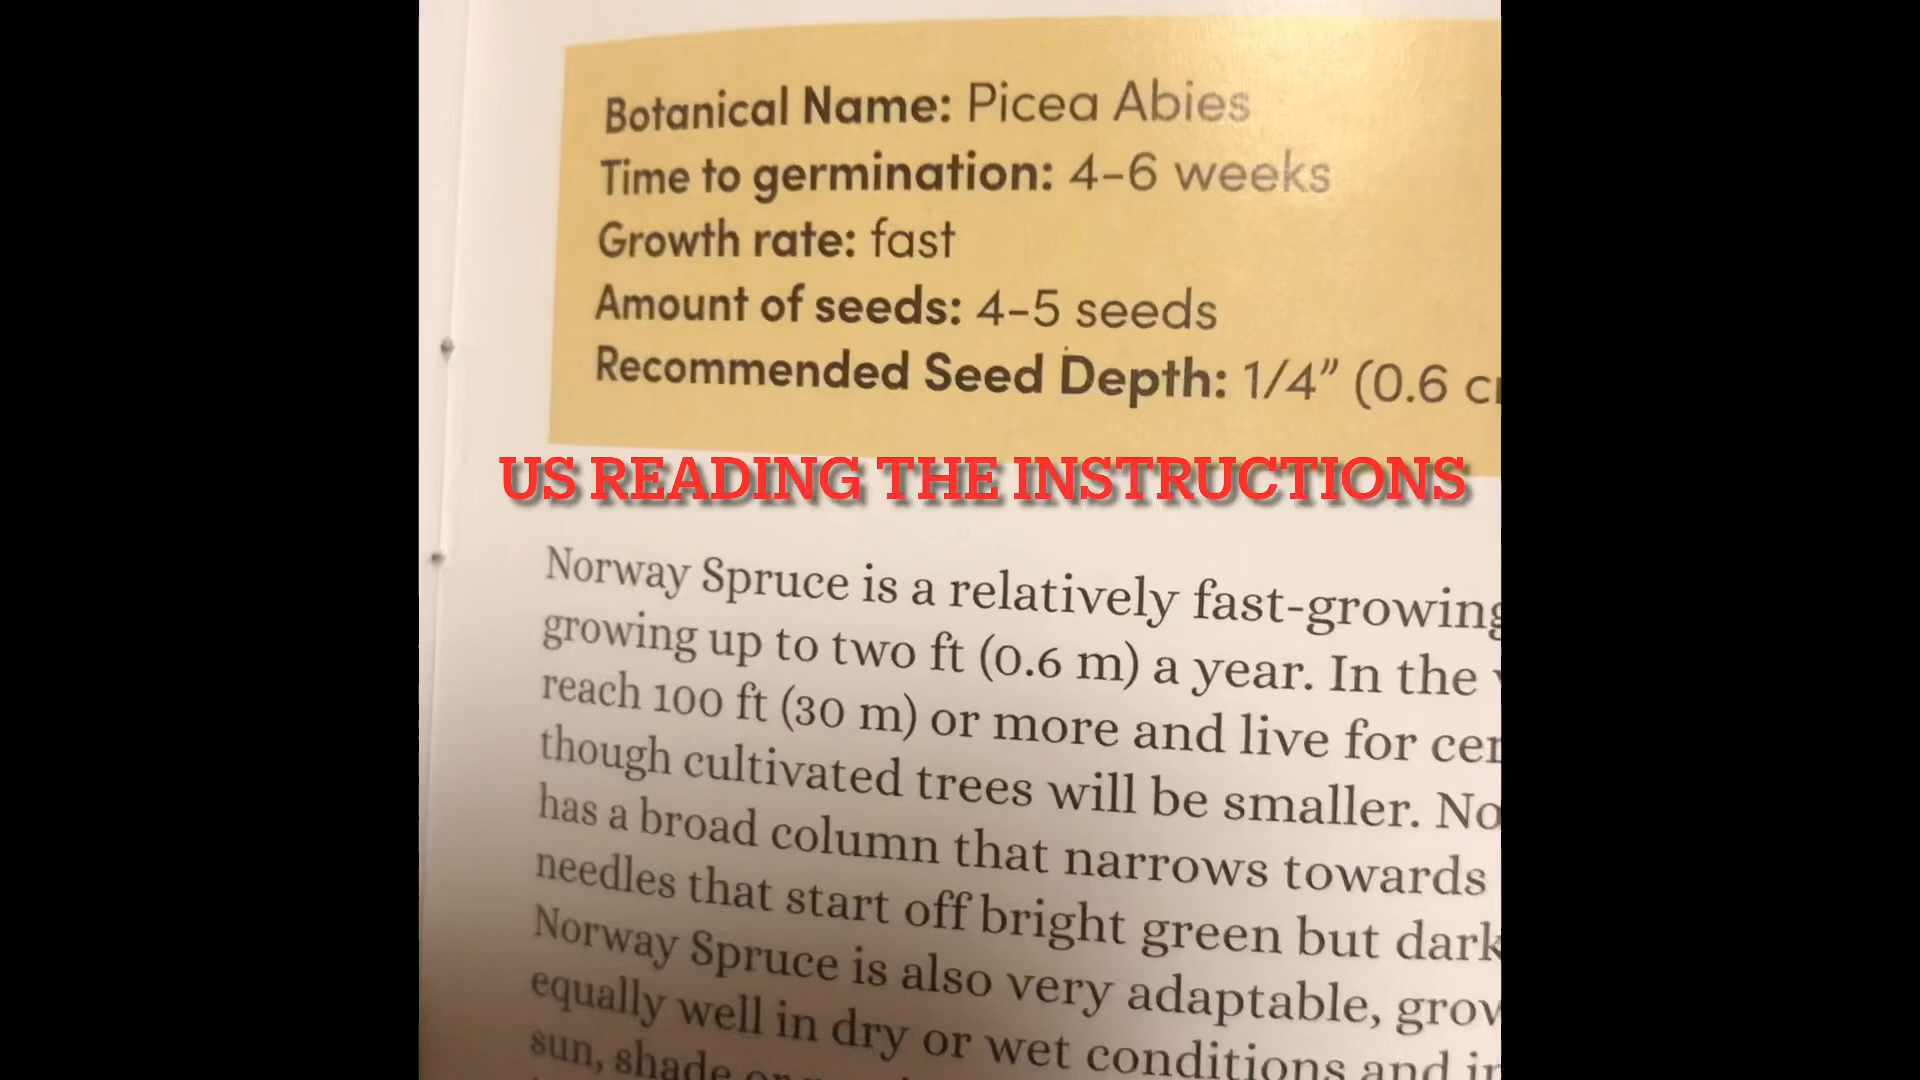 Botanical Name: Picea Abies
Time to germination: 4-6 weeks
Growth rate: fast
Amount of seeds: 4-5 seeds
Recommended Seed Depth: 1/4" (0.6
US READING THE INSTRUCTIONS
Norway Spruce is a relatively fast-growing
growing up to two ft (0.6 m) a year. In the
reach 100 ft (30 m) or more and live for
though cultivated trees will be smaller.
has a broad column that narrows towards
needles that start off bright green but
Norway Spruce is also very adaptable,
equally well in dry or wet conditions and
sun, shade